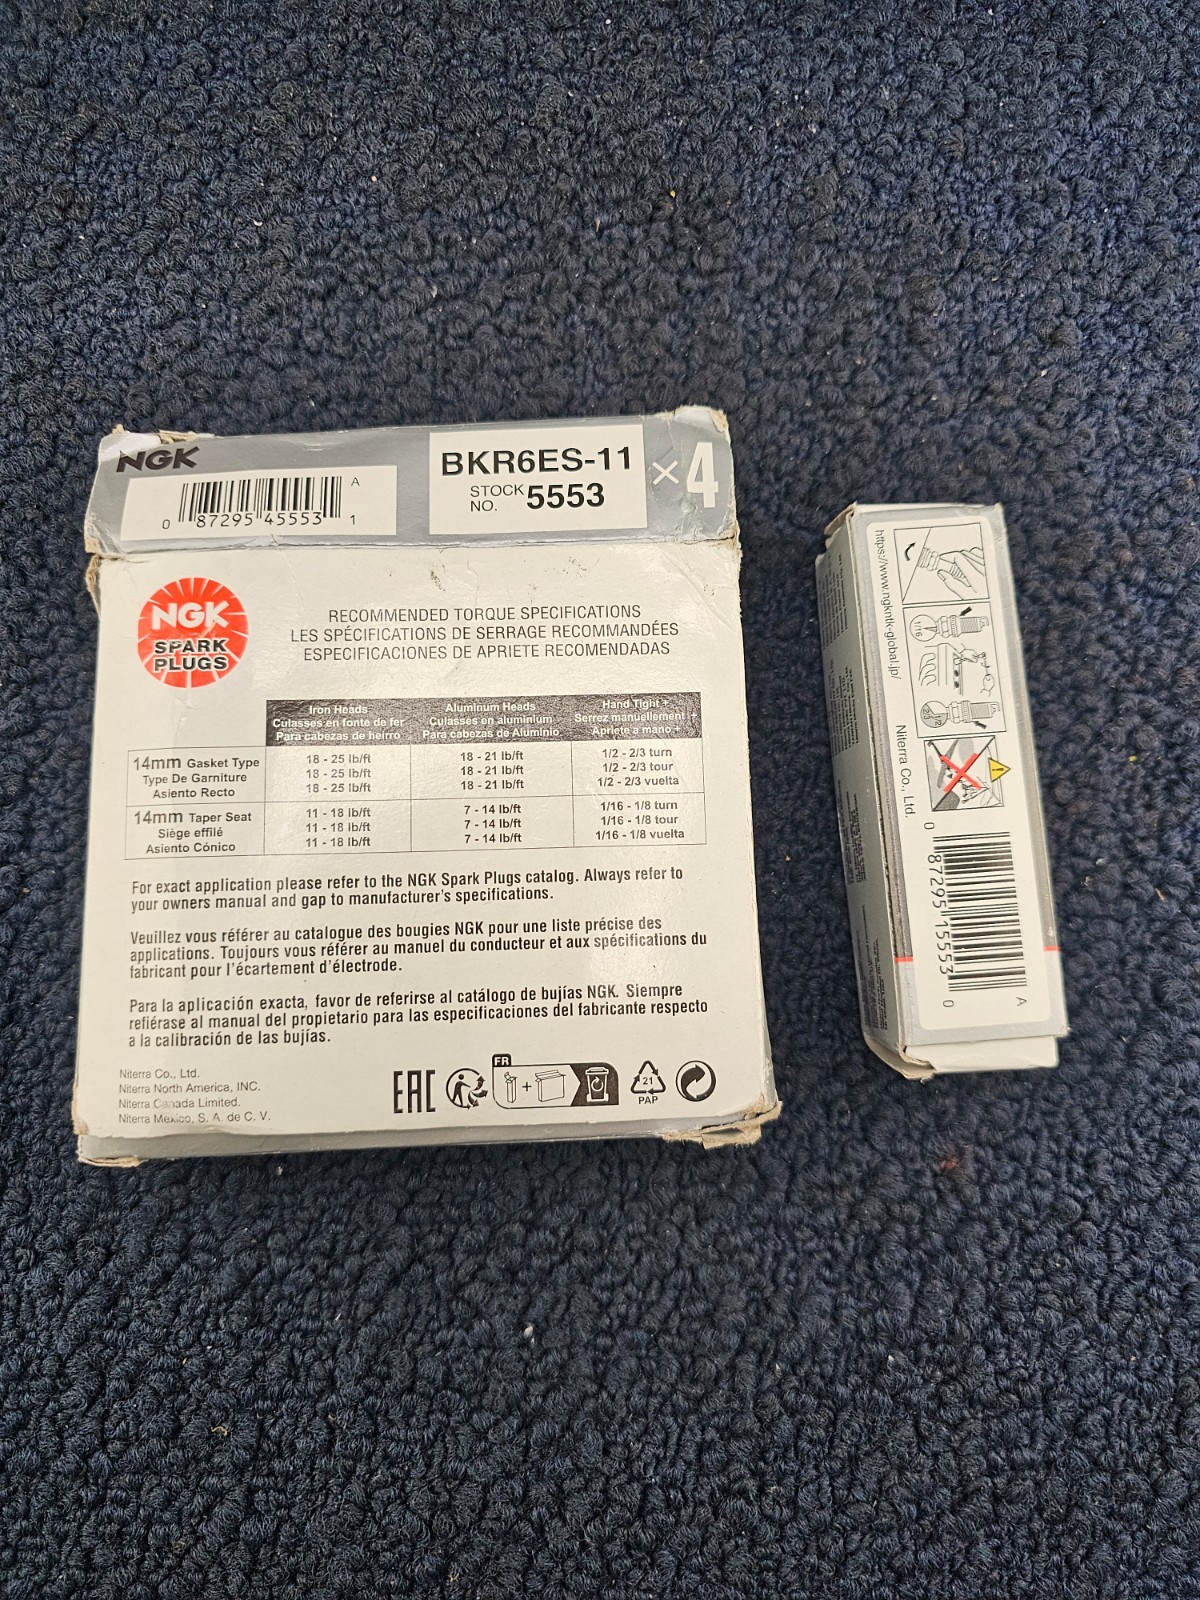 NGK
A
0 87295 45553 1
BKR6ES-11
STOCK NO. 5553
×4
NGK
SPARK
PLUGS
RECOMMENDED TORQUE SPECIFICATIONS
LES SPÉCIFICATIONS DE SERRAGE RECOMMANDÉES
ESPECIFICACIONES DE APRIETE RECOMENDADAS
Iron Heads
Culasses en fonte de fer
Para cabezas de heirro
Aluminum Heads
Culasses en aluminium
Para cabezas de Aluminio
Hand Tight +
Serrez manuellement +
Apriete a mano +
14mm Gasket Type
Type De Garniture
Asiento Recto
18 - 25 lb/ft
18 - 25 lb/ft
18 - 25 lb/ft
18 - 21 lb/ft
18 - 21 lb/ft
18 - 21 lb/ft
1/2 - 2/3 turn
1/2 - 2/3 tour
1/2 - 2/3 vuelta
14mm Taper Seat
Siège effilé
Asiento Cónico
11 - 18 lb/ft
11 - 18 lb/ft
11 - 18 lb/ft
7 - 14 lb/ft
7 - 14 lb/ft
7 - 14 lb/ft
1/16 - 1/8 turn
1/16 - 1/8 tour
1/16 - 1/8 vuelta
For exact application please refer to the NGK Spark Plugs catalog. Always refer to
your owners manual and gap to manufacturer's specifications.
Veuillez vous référer au catalogue des bougies NGK pour une liste précise des
applications. Toujours vous référer au manuel du conducteur et aux spécifications du
fabricant pour l'écartement d'électrode.
Para la aplicación exacta, favor de referirse al catálogo de bujías NGK. Siempre
refiérase al manual del propietario para las especificaciones del fabricante respecto
a la calibración de las bujías.
Niterra Co., Ltd.
Niterra North America, INC.
Niterra Canada Limited.
Niterra Mexico, S. A. de C. V.
EAC
FR
+
21
PAP
https://www.ngkntk-global.jp/
Niterra Co., Ltd.
1/16
A
0 87295 15553 0